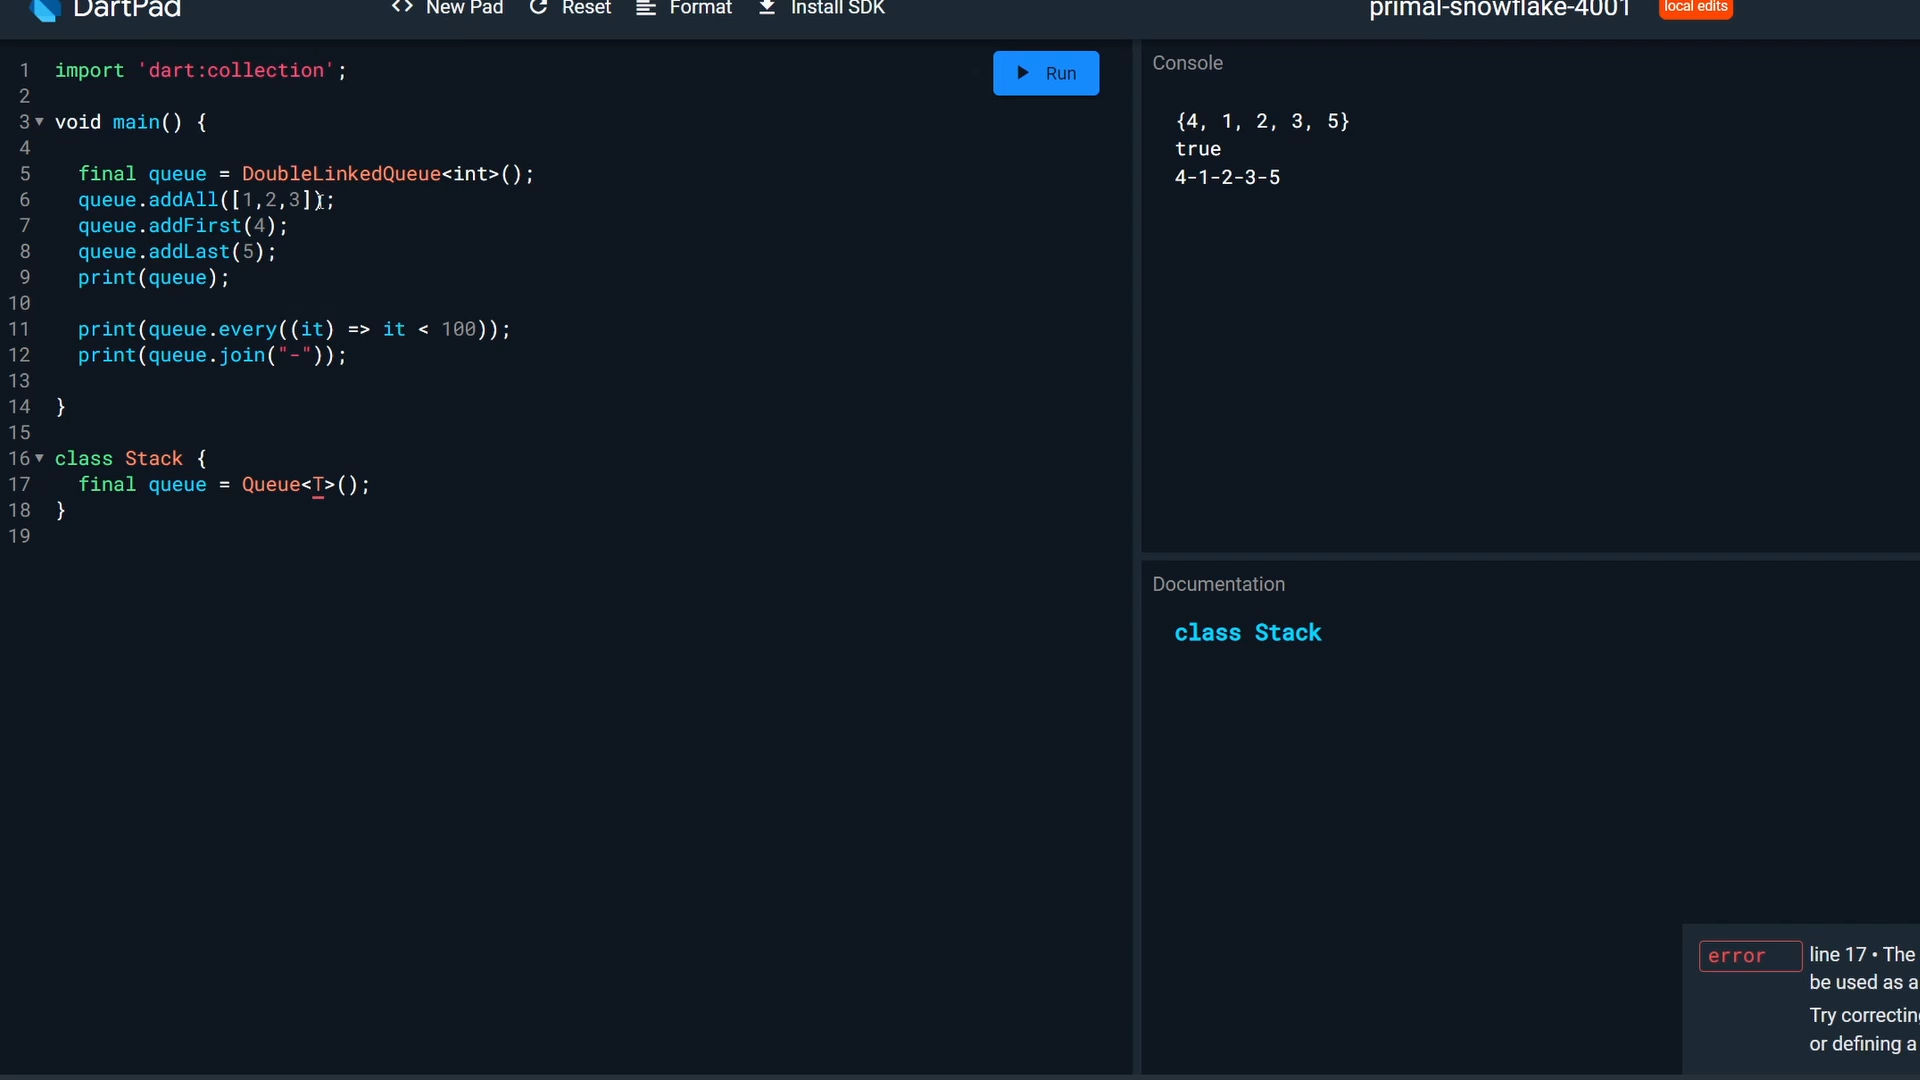 DartPad
<> New Pad
Reset
Format
Install SDK
primal-snowflake-4001
local edits
1 import 'dart:collection';
2
3 void main() {
4
5 final queue = DoubleLinkedQueue<int>();
6 queue.addAll([1,2,3]);
7 queue.addFirst(4);
8 queue.addLast(5);
9 print(queue);
10
11 print(queue.every((it) => it < 100));
12 print(queue.join("-"));
13
14 }
15
16 class Stack {
17 final queue = Queue<T>();
18 }
19
Run
Console
{4, 1, 2, 3, 5}
true
4-1-2-3-5
Documentation
class Stack
error
line 17 • The
be used as a
Try correcting
or defining a